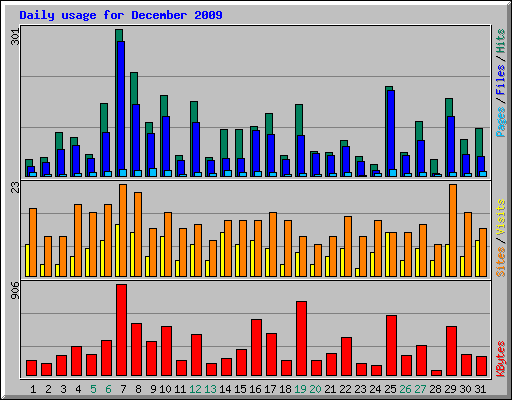 Daily usage for December 2009
301
Pages / Files / Hits
23
Sites / Visits
906
KBytes
1 2 3 4 5 6 7 8 9 10 11 12 13 14 15 16 17 18 19 20 21 22 23 24 25 26 27 28 29 30 31